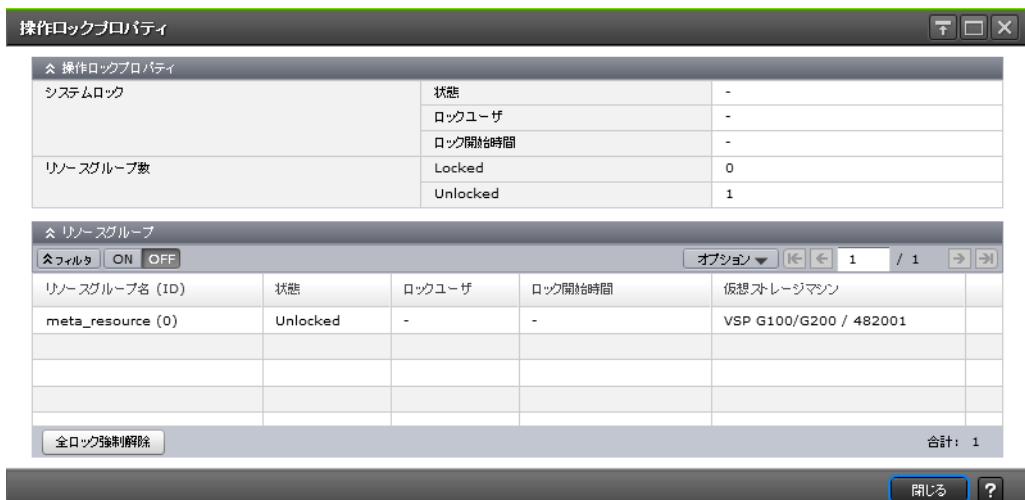 操作ロックプロパティ
操作ロックプロパティ
システムロック 状態 -
ロックユーザ -
ロック開始時間 -
リソースグループ数 Locked 0
Unlocked 1
リソースグループ
フィルタ ON OFF オプション 1 / 1
リソースグループ名 (ID) 状態 ロックユーザ ロック開始時間 仮想ストレージマシン
meta_resource (0) Unlocked - - VSP G100/G200 / 482001
全ロック強制解除 合計: 1
閉じる ?